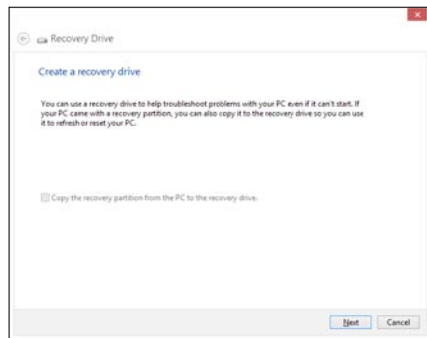 Recovery Drive
Create a recovery drive
You can use a recovery drive to help troubleshoot problems with your PC even if it can't start. If
your PC came with a recovery partition, you can also copy it to the recovery drive so you can use
it to refresh or reset your PC.
Copy the recovery partition from the PC to the recovery drive.
Next Cancel